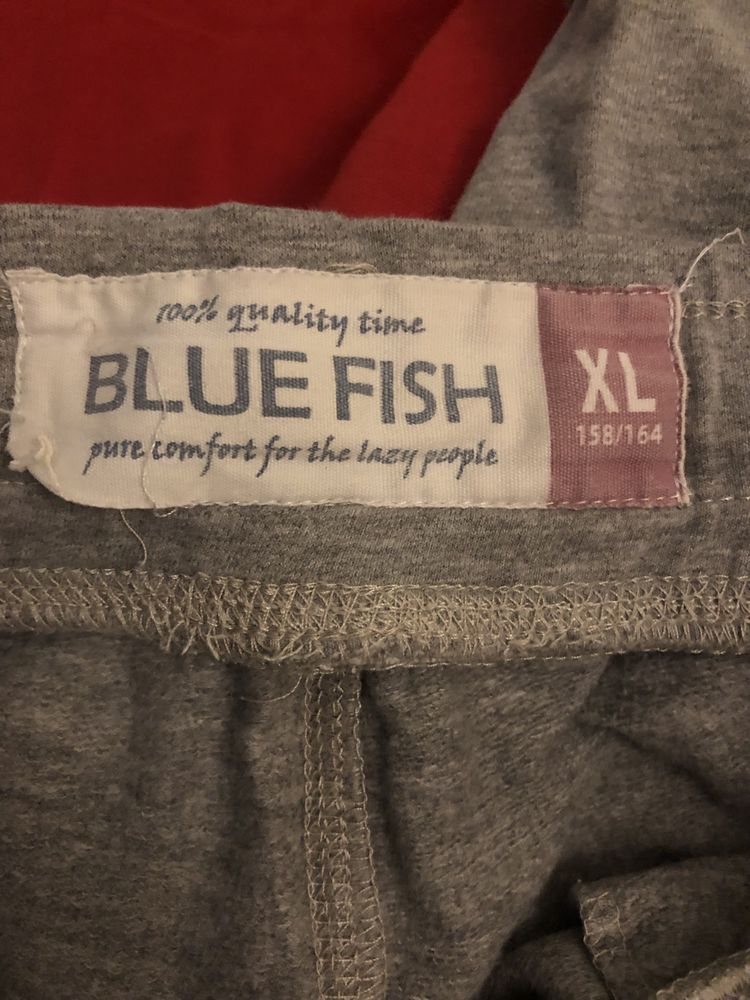 100% quality time
BLUE FISH
pure comfort for the lazy people
XL
158/164